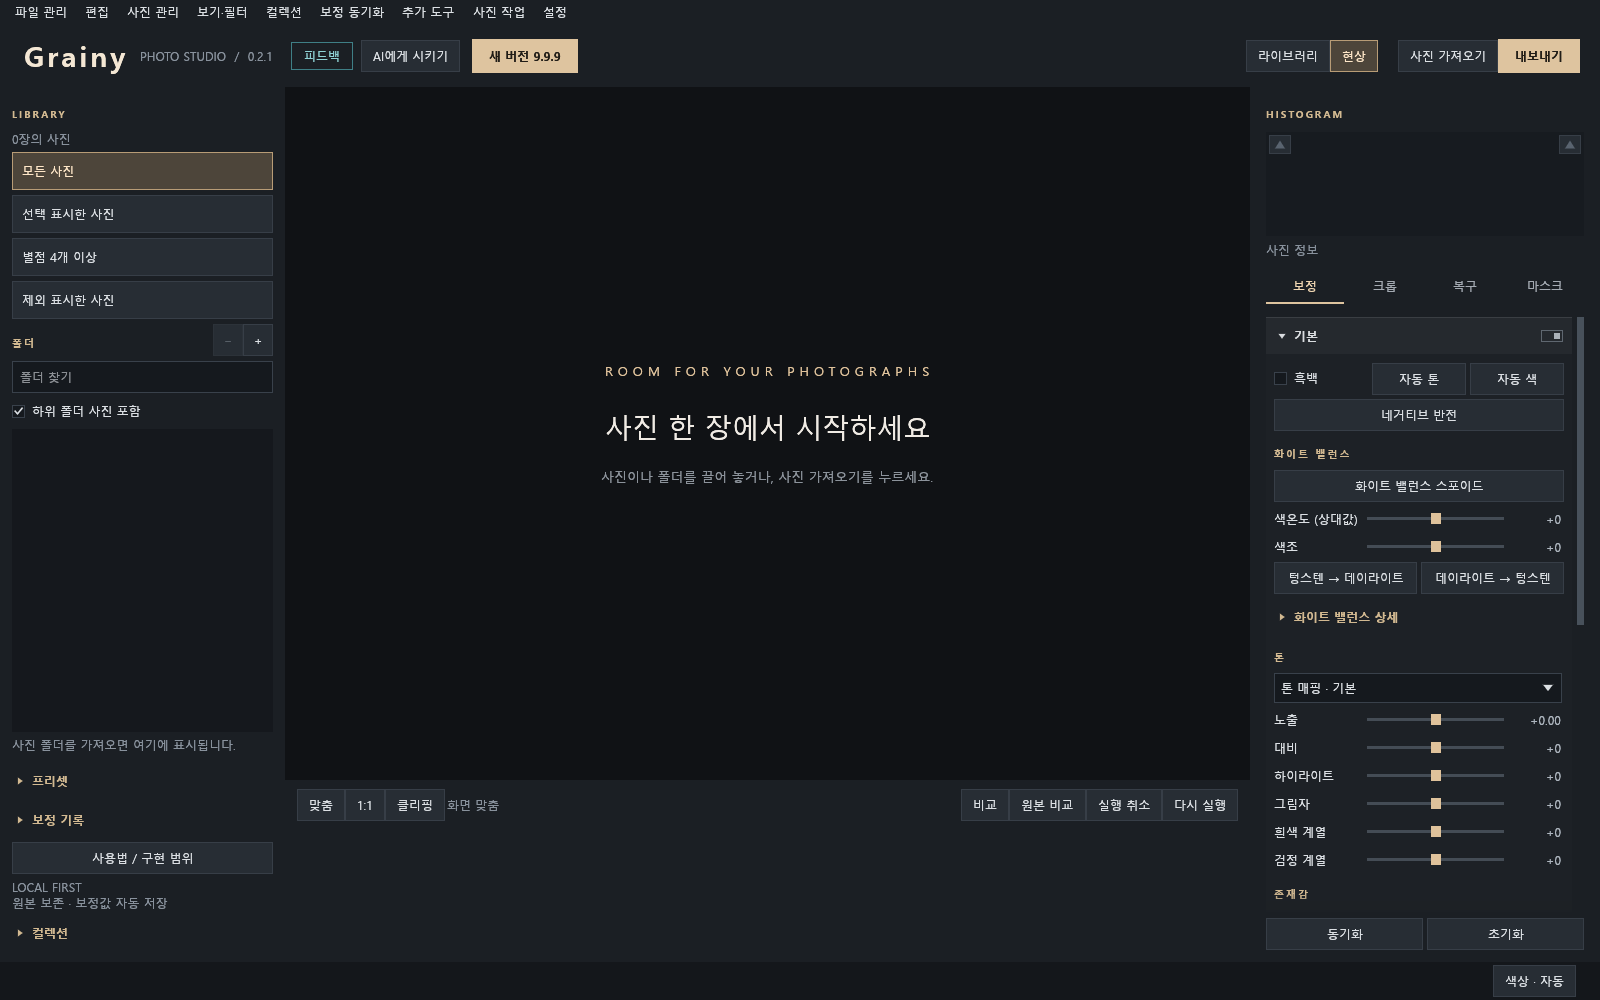 파일 관리 편집 사진 관리 보기·필터 컬렉션 보정 동기화 추가 도구 사진 작업 설정
Grainy PHOTO STUDIO / 0.2.1 피드백 AI에게 시키기 새 버전 9.9.9 라이브러리 현상 사진 가져오기 내보내기
LIBRARY
0장의 사진
모든 사진
선택 표시한 사진
별점 4개 이상
제외 표시한 사진
폴더 − +
폴더 찾기
하위 폴더 사진 포함
사진 폴더를 가져오면 여기에 표시됩니다.
프리셋
보정 기록
사용법 / 구현 범위
LOCAL FIRST
원본 보존 · 보정값 자동 저장
컬렉션
ROOM FOR YOUR PHOTOGRAPHS
사진 한 장에서 시작하세요
사진이나 폴더를 끌어 놓거나, 사진 가져오기를 누르세요.
맞춤 1:1 클리핑 화면 맞춤 비교 원본 비교 실행 취소 다시 실행
HISTOGRAM
사진 정보
보정 크롭 복구 마스크
기본
흑백 자동 톤 자동 색
네거티브 반전
화이트 밸런스
화이트 밸런스 스포이드
색온도 (상대값) +0
색조 +0
텅스텐 → 데이라이트 데이라이트 → 텅스텐
화이트 밸런스 상세
톤
톤 매핑 · 기본
노출 +0.00
대비 +0
하이라이트 +0
그림자 +0
흰색 계열 +0
검정 계열 +0
존재감
동기화 초기화
색상 · 자동